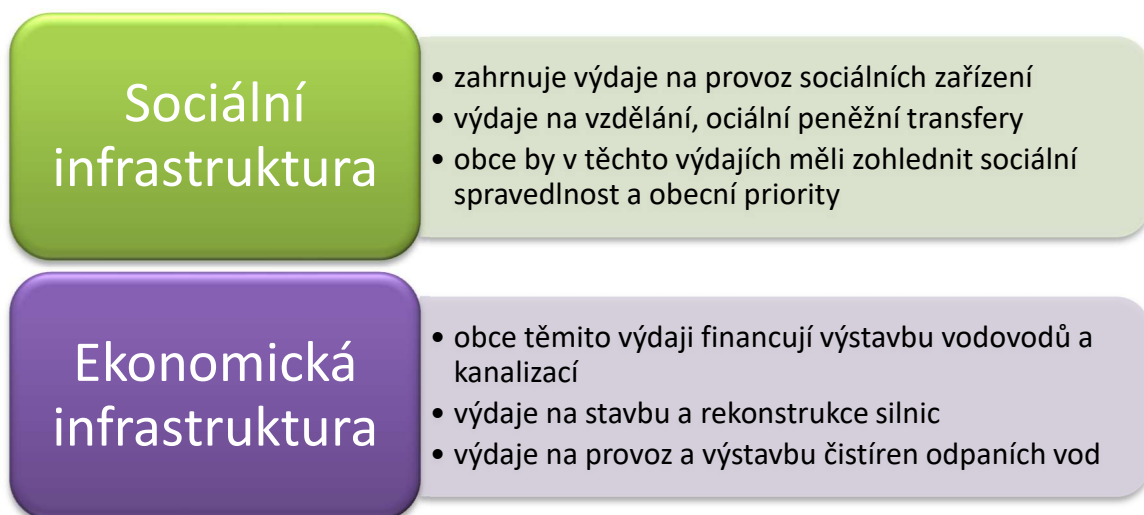 Sociální
infrastruktura
• zahrnuje výdaje na provoz sociálních zařízení
• výdaje na vzdělání, ociální peněžní transfery
• obce by v těchto výdajích měli zohlednit sociální
spravedlnost a obecní priority
Ekonomická
infrastruktura
• obce těmito výdaji financují výstavbu vodovodů a
kanalizací
• výdaje na stavbu a rekonstrukce silnic
• výdaje na provoz a výstavbu čistíren odpaních vod